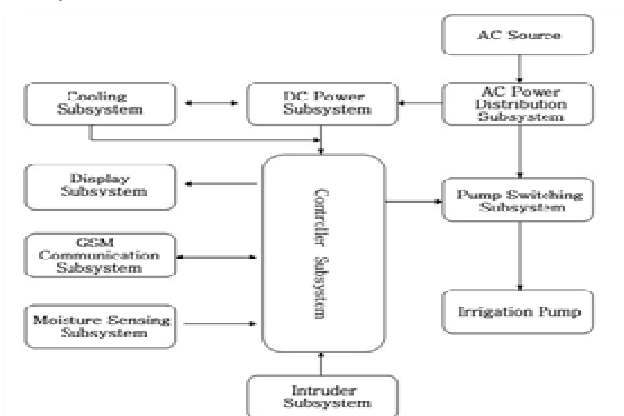 AC Source
Cooling
Subsystem
DC Power
Subsystem
AC Power
Distribution
Subsystem
Display
Subsystem
Controller Subsystem
Pump Switching
Subsystem
GSM
Communication
Subsystem
Moisture Sensing
Subsystem
Irrigation Pump
Intruder
Subsystem